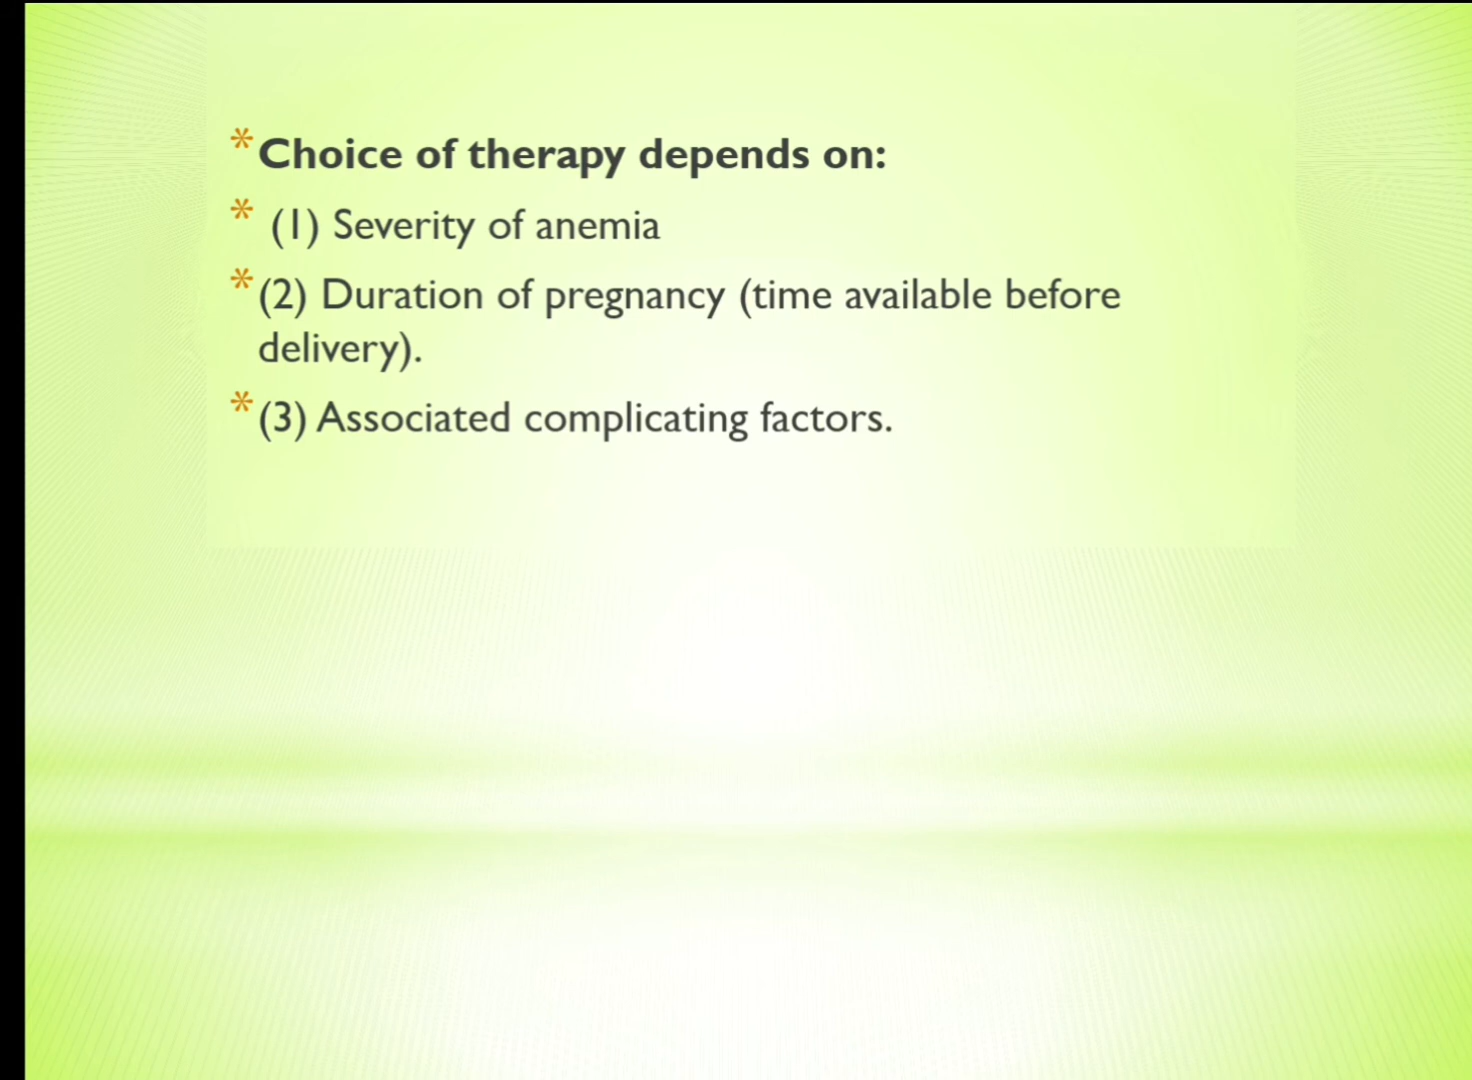 * Choice of therapy depends on:
* (1) Severity of anemia
* (2) Duration of pregnancy (time available before
delivery).
* (3) Associated complicating factors.